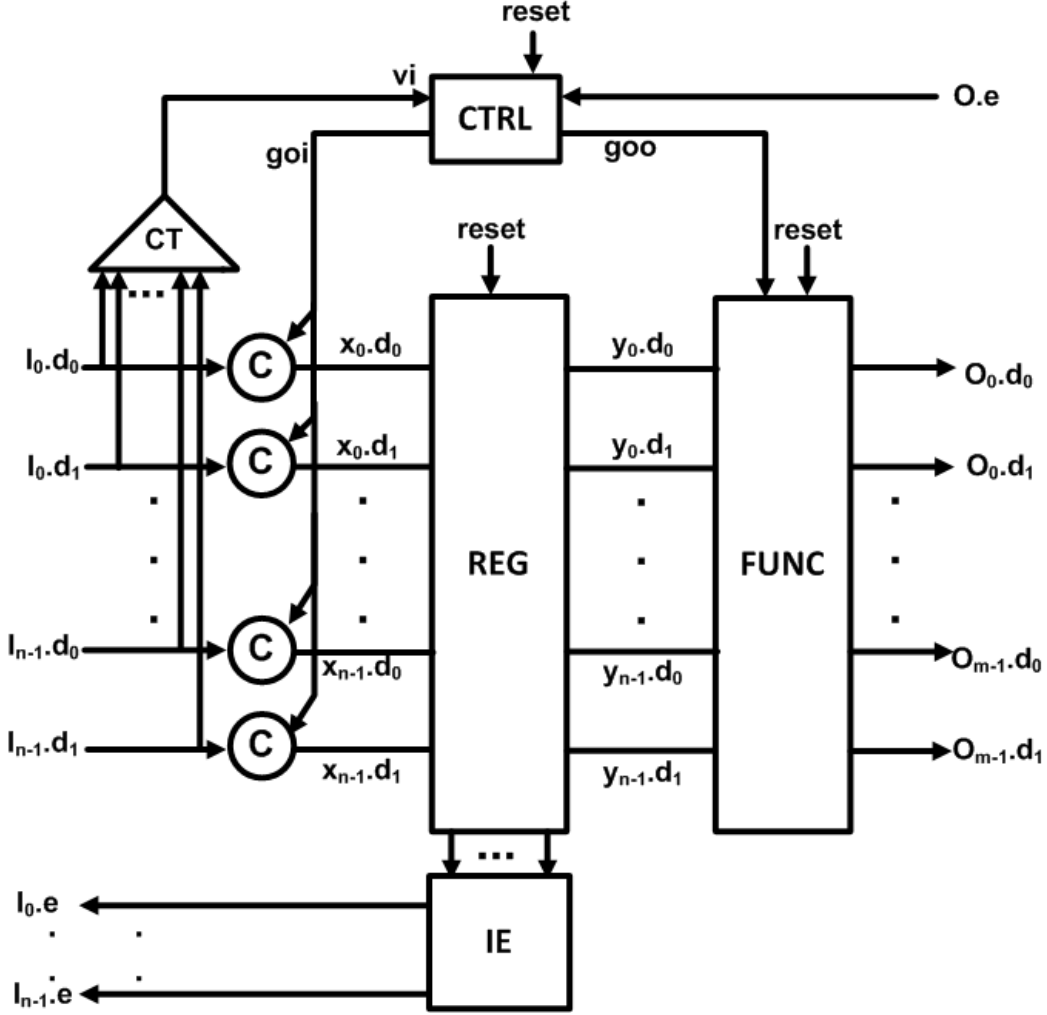 reset
vi
CTRL
O.e
goi
goo
CT
...
reset
reset
I₀.d₀
C
x₀.d₀
y₀.d₀
O₀.d₀
I₀.d₁
C
x₀.d₁
y₀.d₁
O₀.d₁
REG
FUNC
Iₙ₋₁.d₀
C
xₙ₋₁.d₀
yₙ₋₁.d₀
Oₘ₋₁.d₀
Iₙ₋₁.d₁
C
xₙ₋₁.d₁
yₙ₋₁.d₁
Oₘ₋₁.d₁
...
I₀.e
IE
Iₙ₋₁.e